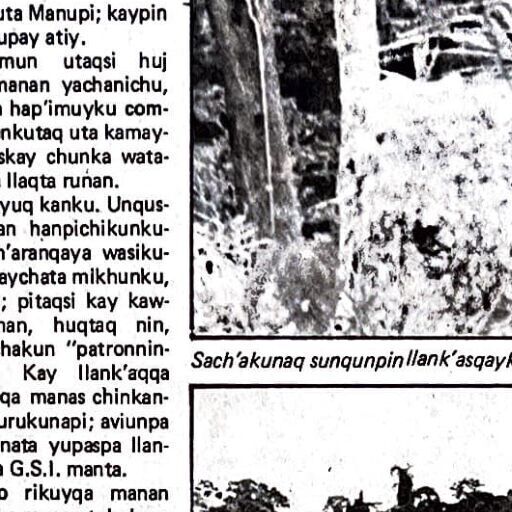 uta Manupi; kaypin
upay atiy.
mun utaqsi huj
manan yachanichu,
hap'imuyku com-
nkutaq uta kamay-
skay chunka wata-
llaqta runan.
yuq kanku. Unqus-
an hanpichikunku-
h'aranqaya wasiku-
aychata mikhunku,
; pitaqsi kay kaw-
nan, huqtaq nin,
hakun "patronnin-
Kay llank'aqqa
qa manas chinkan-
urukunapi; aviunpa
nata yupaspa llan-
a G.S.I. manta.
o rikuyqa manan
Sach'akunaq sunqunpin llank'asqayk